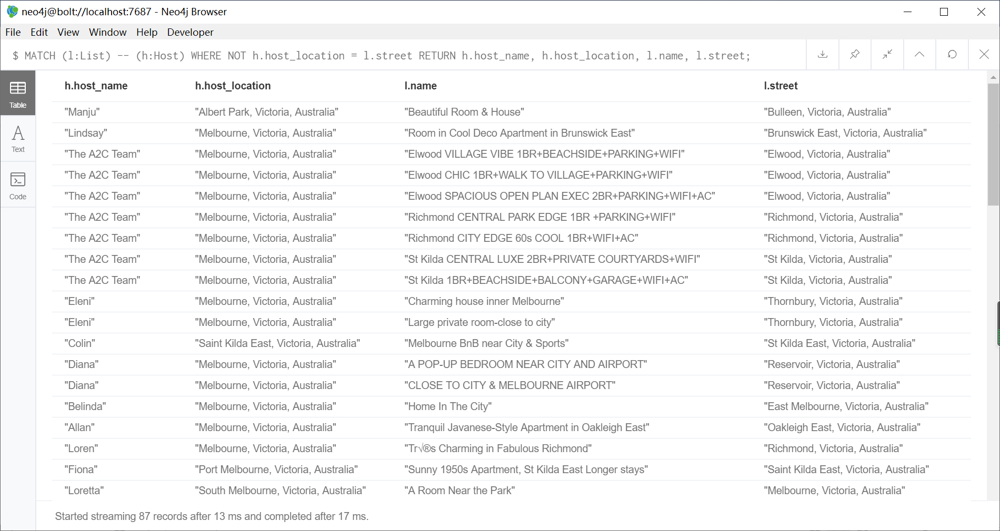 neo4j@bolt://localhost:7687 - Neo4j Browser
File Edit View Window Help Developer
$ MATCH (l:List) -- (h:Host) WHERE NOT h.host_location = l.street RETURN h.host_name, h.host_location, l.name, l.street;
Table
Text
Code
h.host_name h.host_location l.name l.street
"Manju" "Albert Park, Victoria, Australia" "Beautiful Room & House" "Bulleen, Victoria, Australia"
"Lindsay" "Melbourne, Victoria, Australia" "Room in Cool Deco Apartment in Brunswick East" "Brunswick East, Victoria, Australia"
"The A2C Team" "Melbourne, Victoria, Australia" "Elwood VILLAGE VIBE 1BR+BEACHSIDE+PARKING+WIFI" "Elwood, Victoria, Australia"
"The A2C Team" "Melbourne, Victoria, Australia" "Elwood CHIC 1BR+WALK TO VILLAGE+PARKING+WIFI" "Elwood, Victoria, Australia"
"The A2C Team" "Melbourne, Victoria, Australia" "Elwood SPACIOUS OPEN PLAN EXEC 2BR+PARKING+WIFI+AC" "Elwood, Victoria, Australia"
"The A2C Team" "Melbourne, Victoria, Australia" "Richmond CENTRAL PARK EDGE 1BR +PARKING+WIFI" "Richmond, Victoria, Australia"
"The A2C Team" "Melbourne, Victoria, Australia" "Richmond CITY EDGE 60s COOL 1BR+WIFI+AC" "Richmond, Victoria, Australia"
"The A2C Team" "Melbourne, Victoria, Australia" "St Kilda CENTRAL LUXE 2BR+PRIVATE COURTYARDS+WIFI" "St Kilda, Victoria, Australia"
"The A2C Team" "Melbourne, Victoria, Australia" "St Kilda 1BR+BEACHSIDE+BALCONY+GARAGE+WIFI+AC" "St Kilda, Victoria, Australia"
"Eleni" "Melbourne, Victoria, Australia" "Charming house inner Melbourne" "Thornbury, Victoria, Australia"
"Eleni" "Melbourne, Victoria, Australia" "Large private room-close to city" "Thornbury, Victoria, Australia"
"Colin" "Saint Kilda East, Victoria, Australia" "Melbourne BnB near City & Sports" "St Kilda East, Victoria, Australia"
"Diana" "Melbourne, Victoria, Australia" "A POP-UP BEDROOM NEAR CITY AND AIRPORT" "Reservoir, Victoria, Australia"
"Diana" "Melbourne, Victoria, Australia" "CLOSE TO CITY & MELBOURNE AIRPORT" "Reservoir, Victoria, Australia"
"Belinda" "Melbourne, Victoria, Australia" "Home In The City" "East Melbourne, Victoria, Australia"
"Allan" "Melbourne, Victoria, Australia" "Tranquil Javanese-Style Apartment in Oakleigh East" "Oakleigh East, Victoria, Australia"
"Loren" "Melbourne, Victoria, Australia" "Tr√®s Charming in Fabulous Richmond" "Richmond, Victoria, Australia"
"Fiona" "Port Melbourne, Victoria, Australia" "Sunny 1950s Apartment, St Kilda East Longer stays" "Saint Kilda East, Victoria, Australia"
"Loretta" "South Melbourne, Victoria, Australia" "A Room Near the Park" "Melbourne, Victoria, Australia"
Started streaming 87 records after 13 ms and completed after 17 ms.